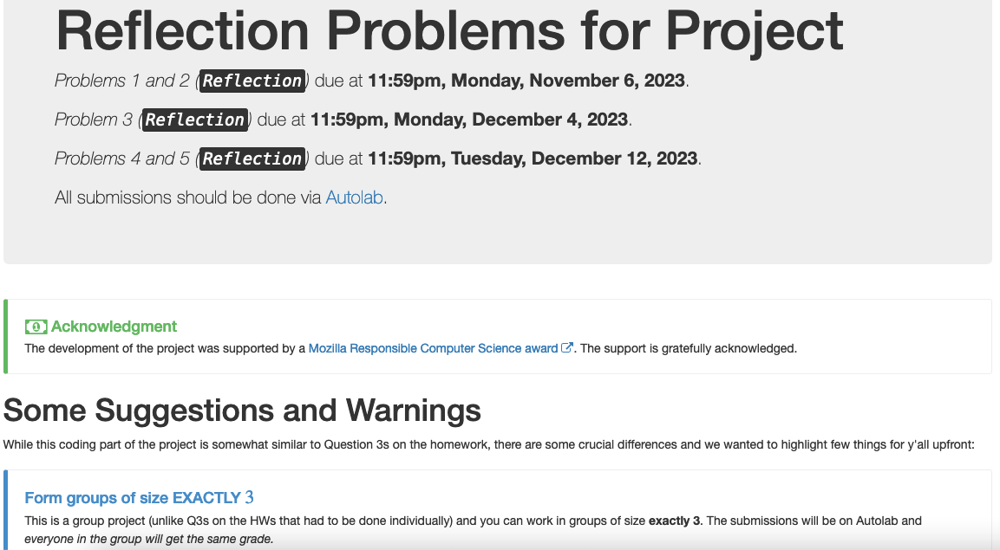 Reflection Problems for Project
Problems 1 and 2 (Reflection) due at 11:59pm, Monday, November 6, 2023.
Problem 3 (Reflection) due at 11:59pm, Monday, December 4, 2023.
Problems 4 and 5 (Reflection) due at 11:59pm, Tuesday, December 12, 2023.
All submissions should be done via Autolab.
Acknowledgment
The development of the project was supported by a Mozilla Responsible Computer Science award. The support is gratefully acknowledged.
Some Suggestions and Warnings
While this coding part of the project is somewhat similar to Question 3s on the homework, there are some crucial differences and we wanted to highlight few things for y'all upfront:
Form groups of size EXACTLY 3
This is a group project (unlike Q3s on the HWs that had to be done individually) and you can work in groups of size exactly 3. The submissions will be on Autolab and
everyone in the group will get the same grade.